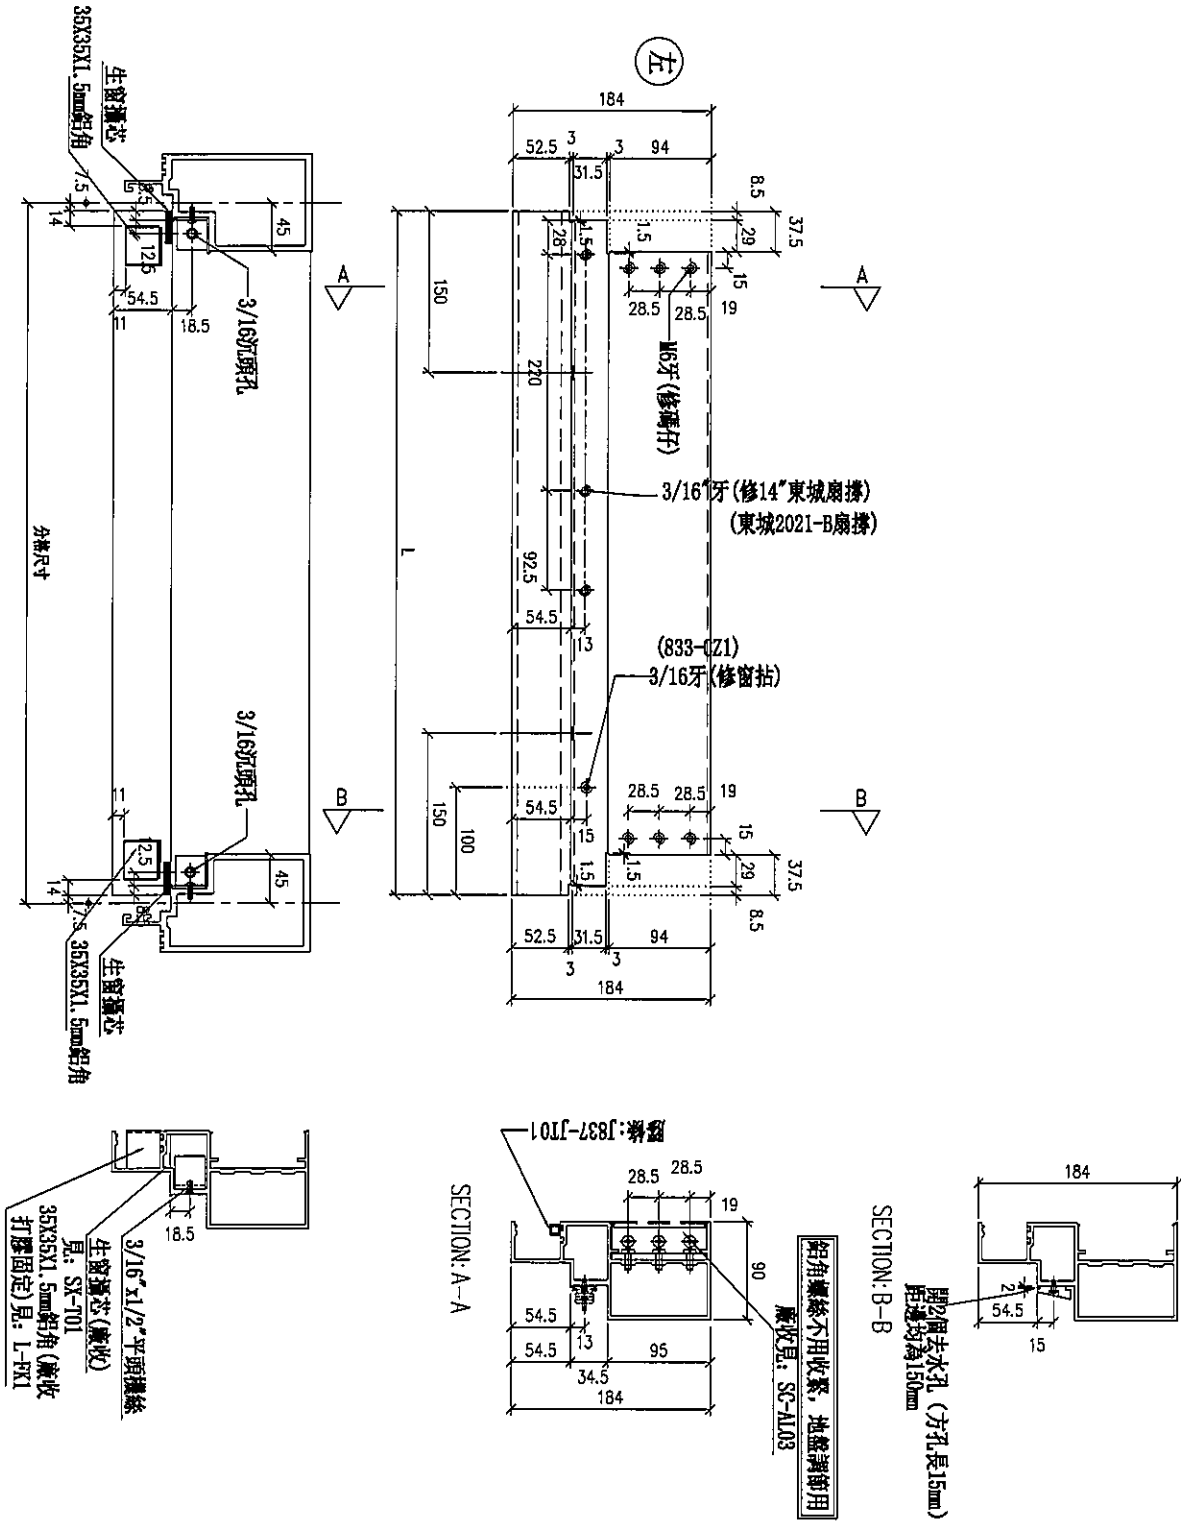 左
184
3
3
52.5
31.5
94
8.5
37.5
29
1.5
1.5
28
15
19
28.5
28.5
150
220
92.5
54.5
13
M6牙(修碼仔)
3/16"牙(修14"東城扇撐)
(東城2021-B扇撐)
(833-CZ1)
3/16牙(修窗拈)
A
A
B
B
L
150
100
54.5
15
28.5
28.5
19
15
1.5
1.5
29
37.5
8.5
52.5
31.5
94
3
3
184
35X35X1.5mm鋁角
生窗攝芯
7.5
14
8.5
12.5
45
54.5
11
18.5
3/16沉頭孔
分格尺寸
3/16沉頭孔
11
12.5
45
14
7.5
生窗攝芯
35X35X1.5mm鋁角
18.5
3/16"x1/2"平頭機絲
生窗攝芯(廠收)
見: SX-T01
35X35X1.5mm鋁角(廠收
打膠固定)見: L-FK1
膠條:J837-JT01
28.5
28.5
19
90
54.5
13
54.5
95
34.5
184
SECTION: A-A
鋁角螺絲不用收緊, 地盤調節用
廠收見: SC-AL03
184
2
54.5
15
SECTION: B-B
開2個去水孔 (方孔長15mm)
距邊均為150mm